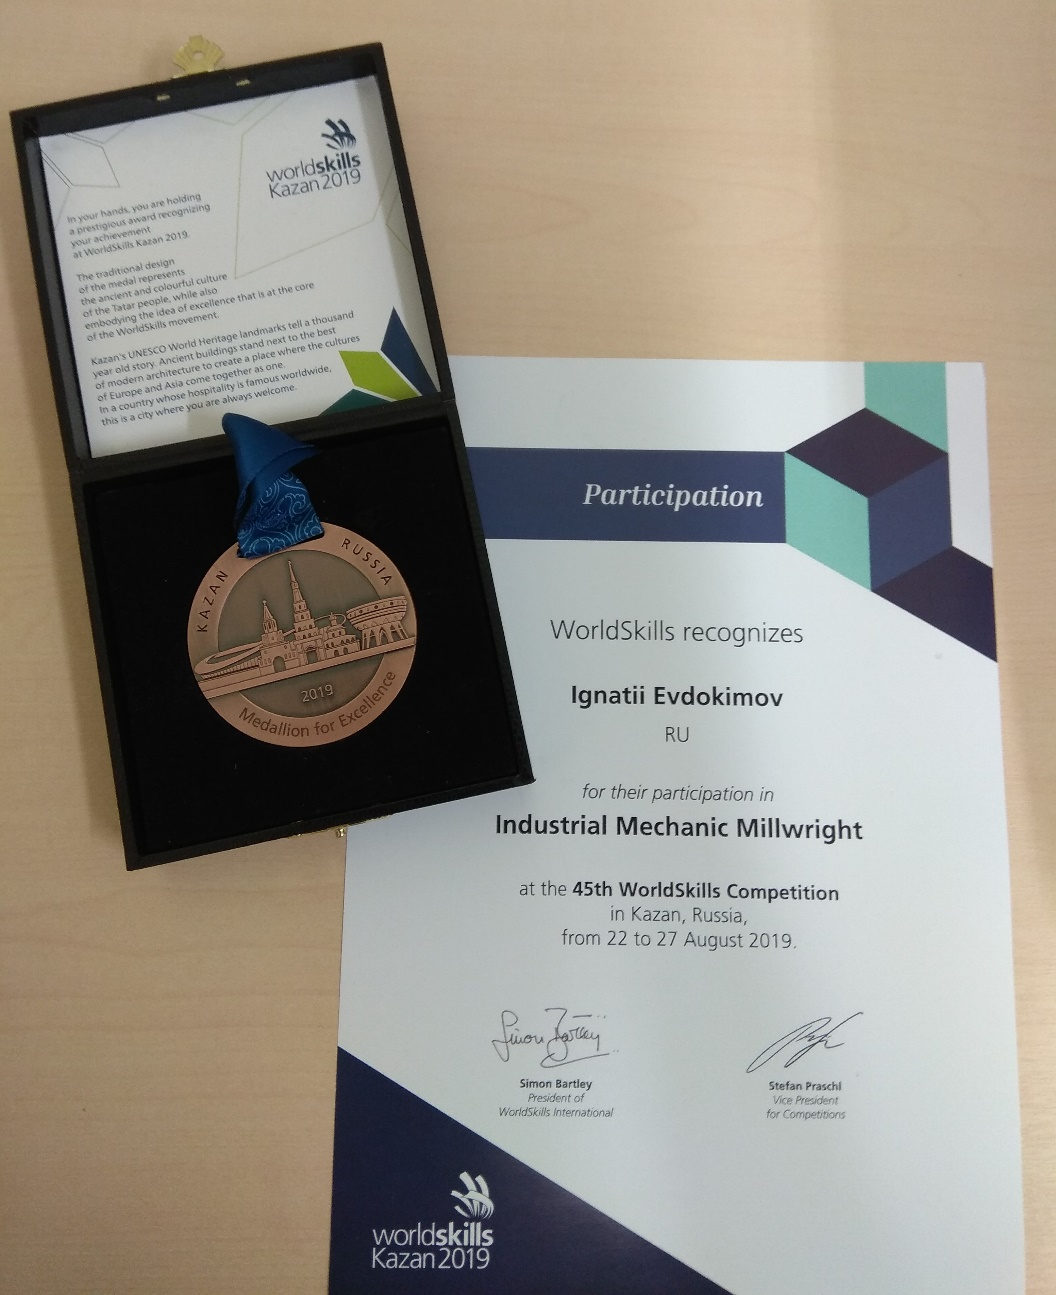 worldskills
Kazan 2019
In your hands, you are holding
a prestigious award recognizing
your achievement
at WorldSkills Kazan 2019.
The traditional design
of the medal represents
the ancient and colourful culture
of the Tatar people, while also
embodying the idea of excellence that is at the core
of the WorldSkills movement.
Kazan's UNESCO World Heritage landmarks tell a thousand
year old story. Ancient buildings stand next to the best
of modern architecture to create a place where the cultures
of Europe and Asia come together as one.
In a country whose hospitality is famous worldwide,
this is a city where you are always welcome.
KAZAN RUSSIA
2019
Medallion for Excellence
Participation
WorldSkills recognizes
Ignatii Evdokimov
RU
for their participation in
Industrial Mechanic Millwright
at the 45th WorldSkills Competition
in Kazan, Russia,
from 22 to 27 August 2019.
Simon Bartley
Simon Bartley
President of
WorldSkills International
Stefan Praschl
Vice President
for Competitions
worldskills
Kazan 2019